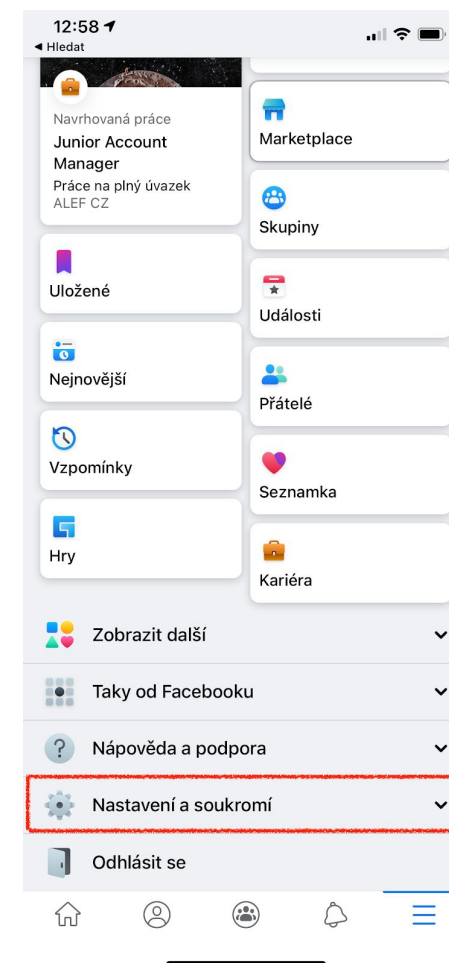 12:58
◀ Hledat
Navrhovaná práce
Junior Account
Manager
Práce na plný úvazek
ALEF CZ
Uložené
Nejnovější
Vzpomínky
Hry
Marketplace
Skupiny
Události
Přátelé
Seznamka
Kariéra
Zobrazit další
Taky od Facebooku
Nápověda a podpora
Nastavení a soukromí
Odhlásit se